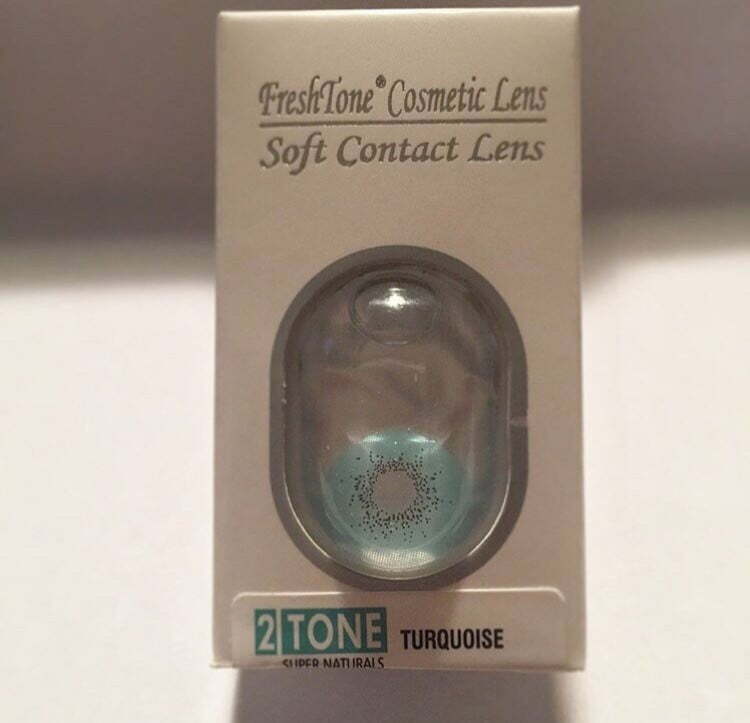 FreshTone® Cosmetic Lens
Soft Contact Lens
2 TONE TURQUOISE
SUPER NATURALS